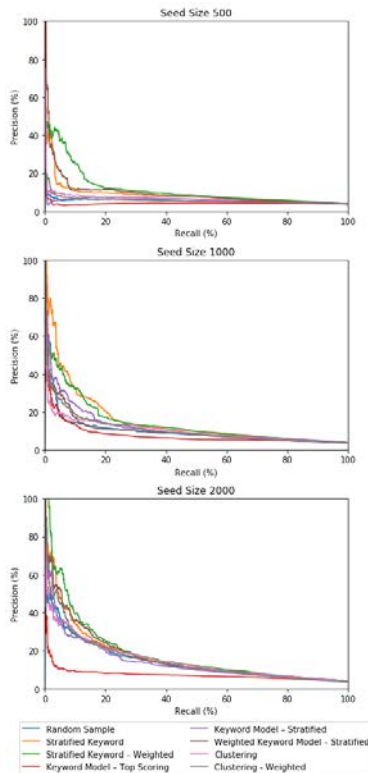 Seed Size 500
100
80
60
40
20
0
Precision (%)
0 20 40 60 80 100
Recall (%)
Seed Size 1000
100
80
60
40
20
0
Precision (%)
0 20 40 60 80 100
Recall (%)
Seed Size 2000
100
80
60
40
20
0
Precision (%)
0 20 40 60 80 100
Recall (%)
Random Sample
Stratified Keyword
Stratified Keyword – Weighted
Keyword Model – Top Scoring
Keyword Model – Stratified
Weighted Keyword Model – Stratified
Clustering
Clustering – Weighted